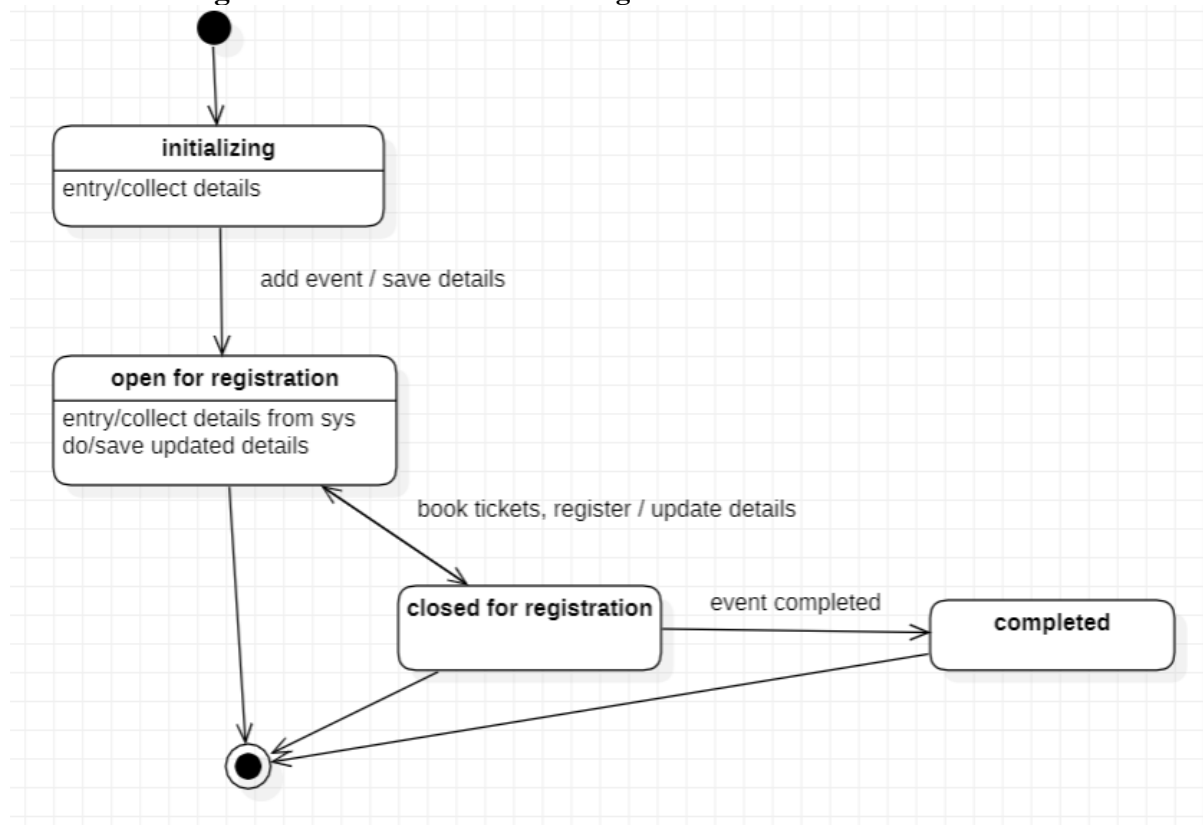 initializing
entry/collect details
add event / save details
open for registration
entry/collect details from sys
do/save updated details
book tickets, register / update details
closed for registration
event completed
completed